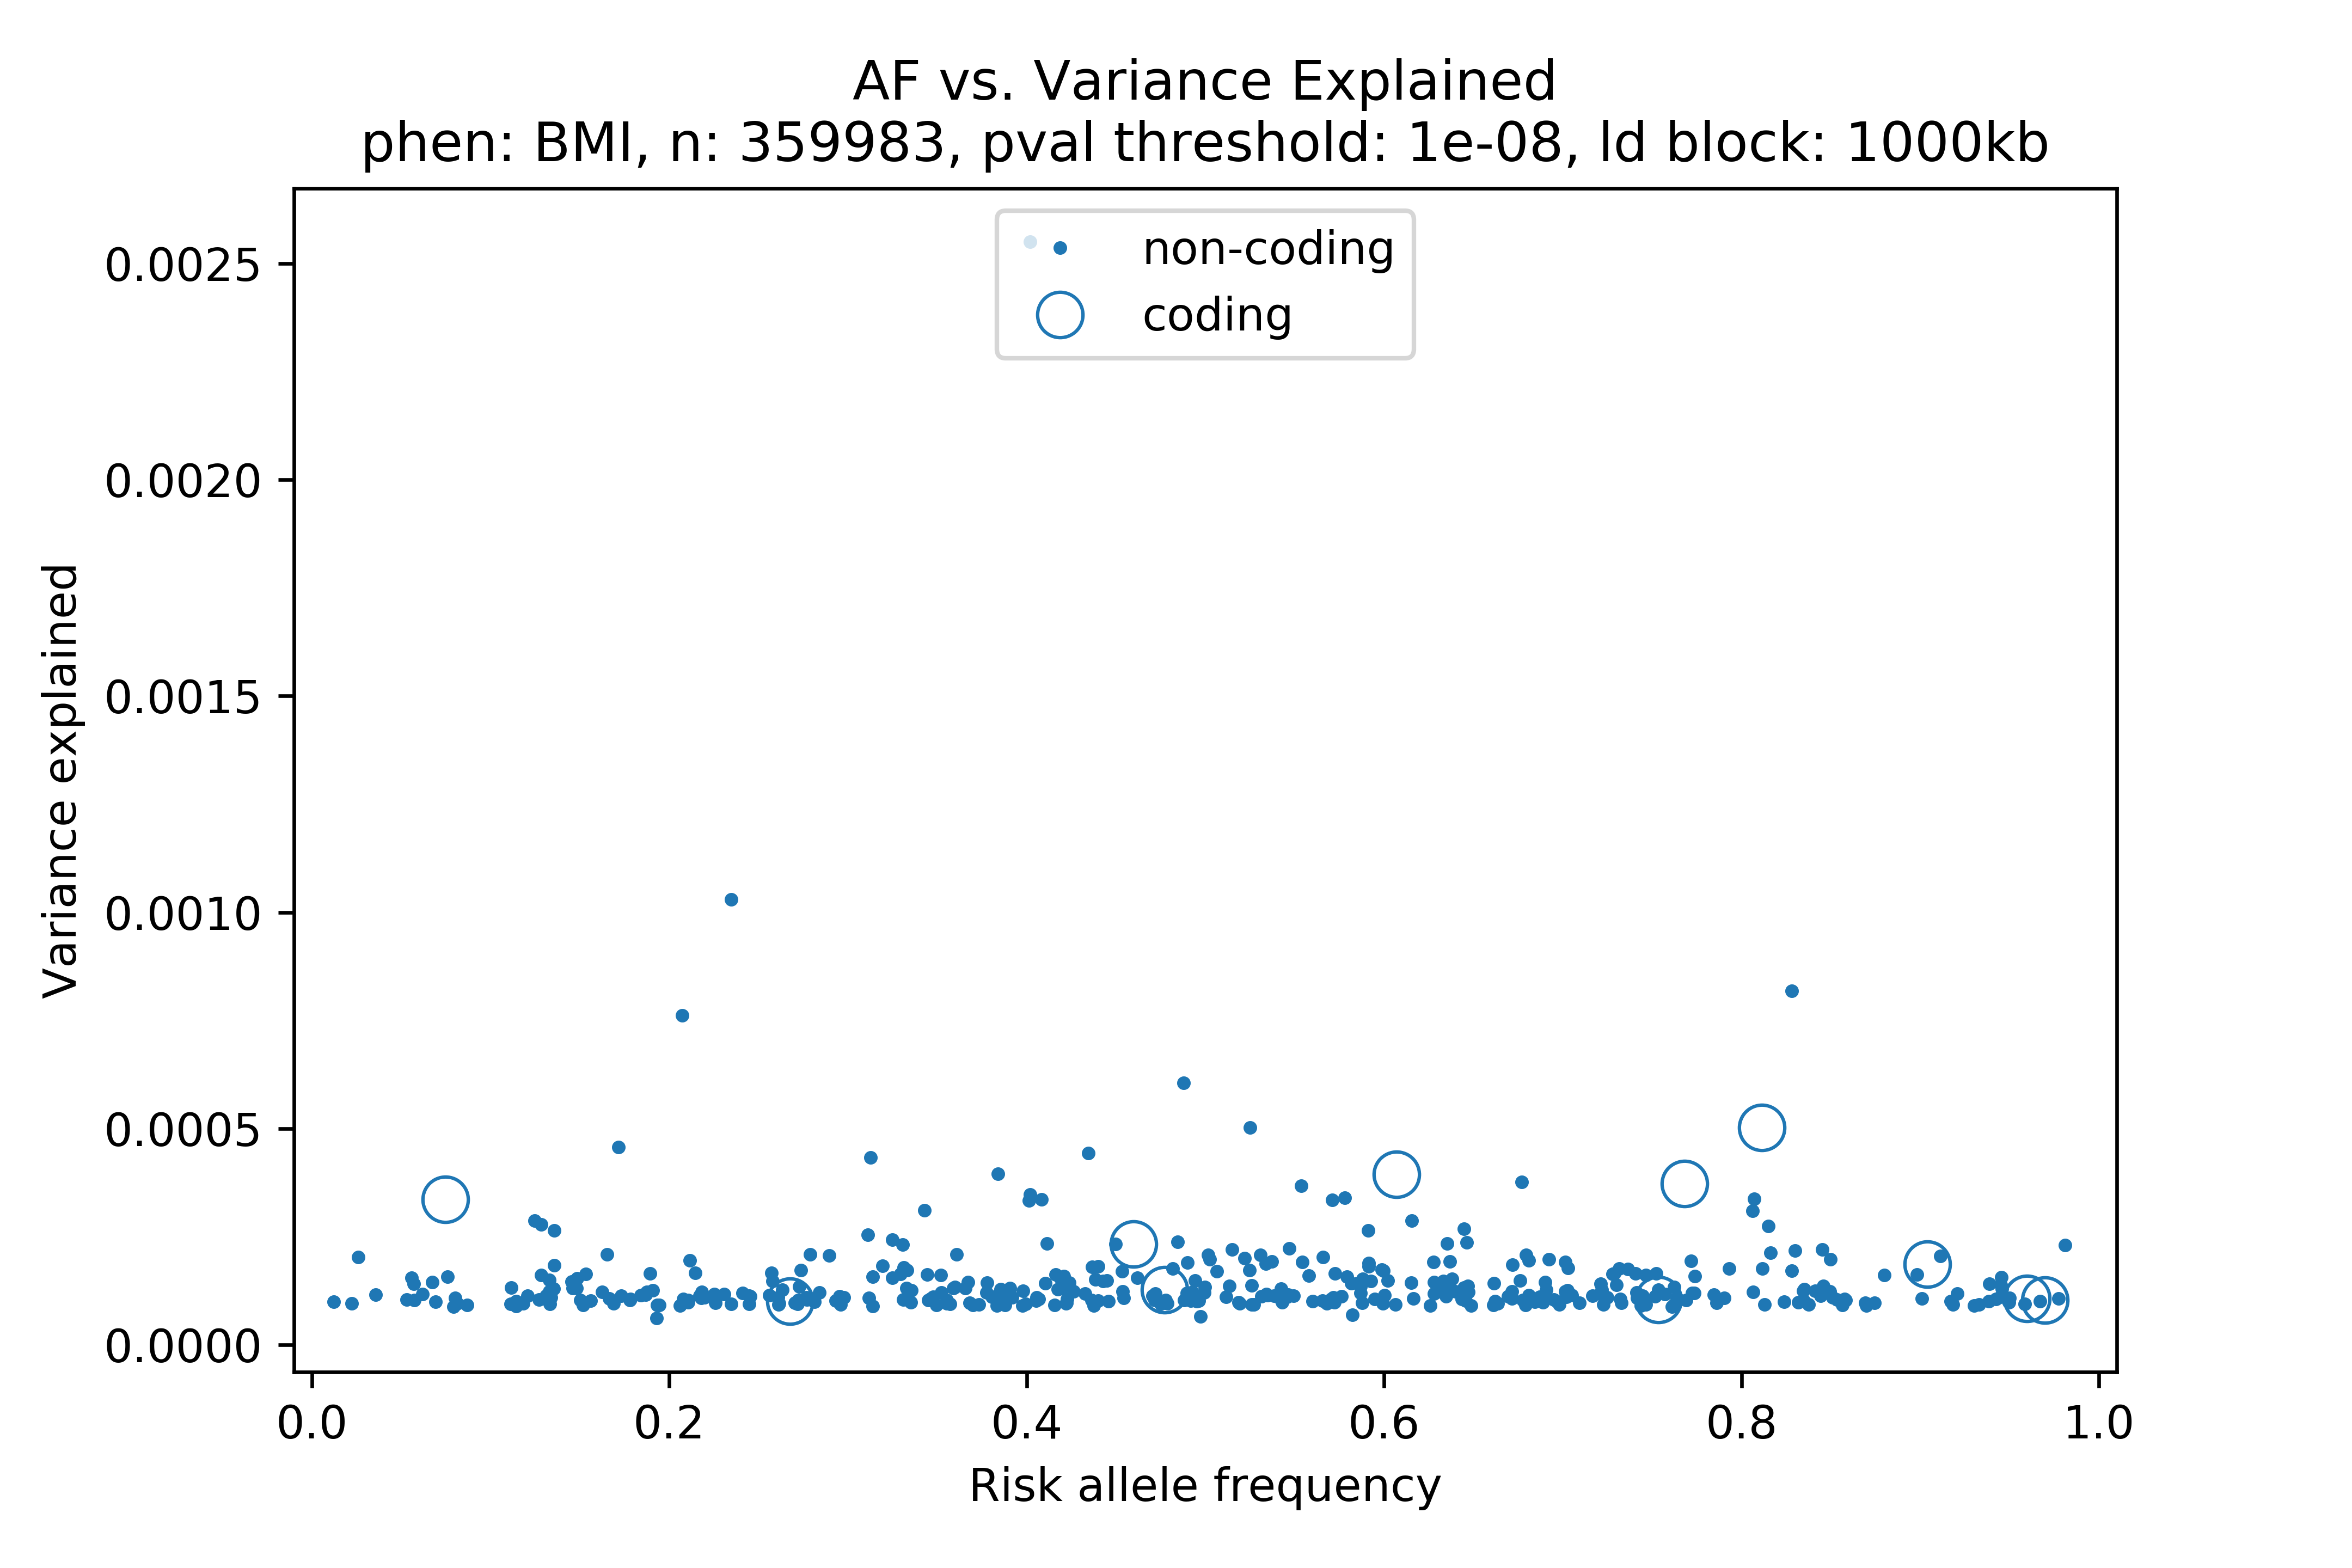 AF vs. Variance Explained
phen: BMI, n: 359983, pval threshold: 1e-08, ld block: 1000kb
non-coding
coding
Variance explained
0.0025
0.0020
0.0015
0.0010
0.0005
0.0000
0.0 0.2 0.4 0.6 0.8 1.0
Risk allele frequency